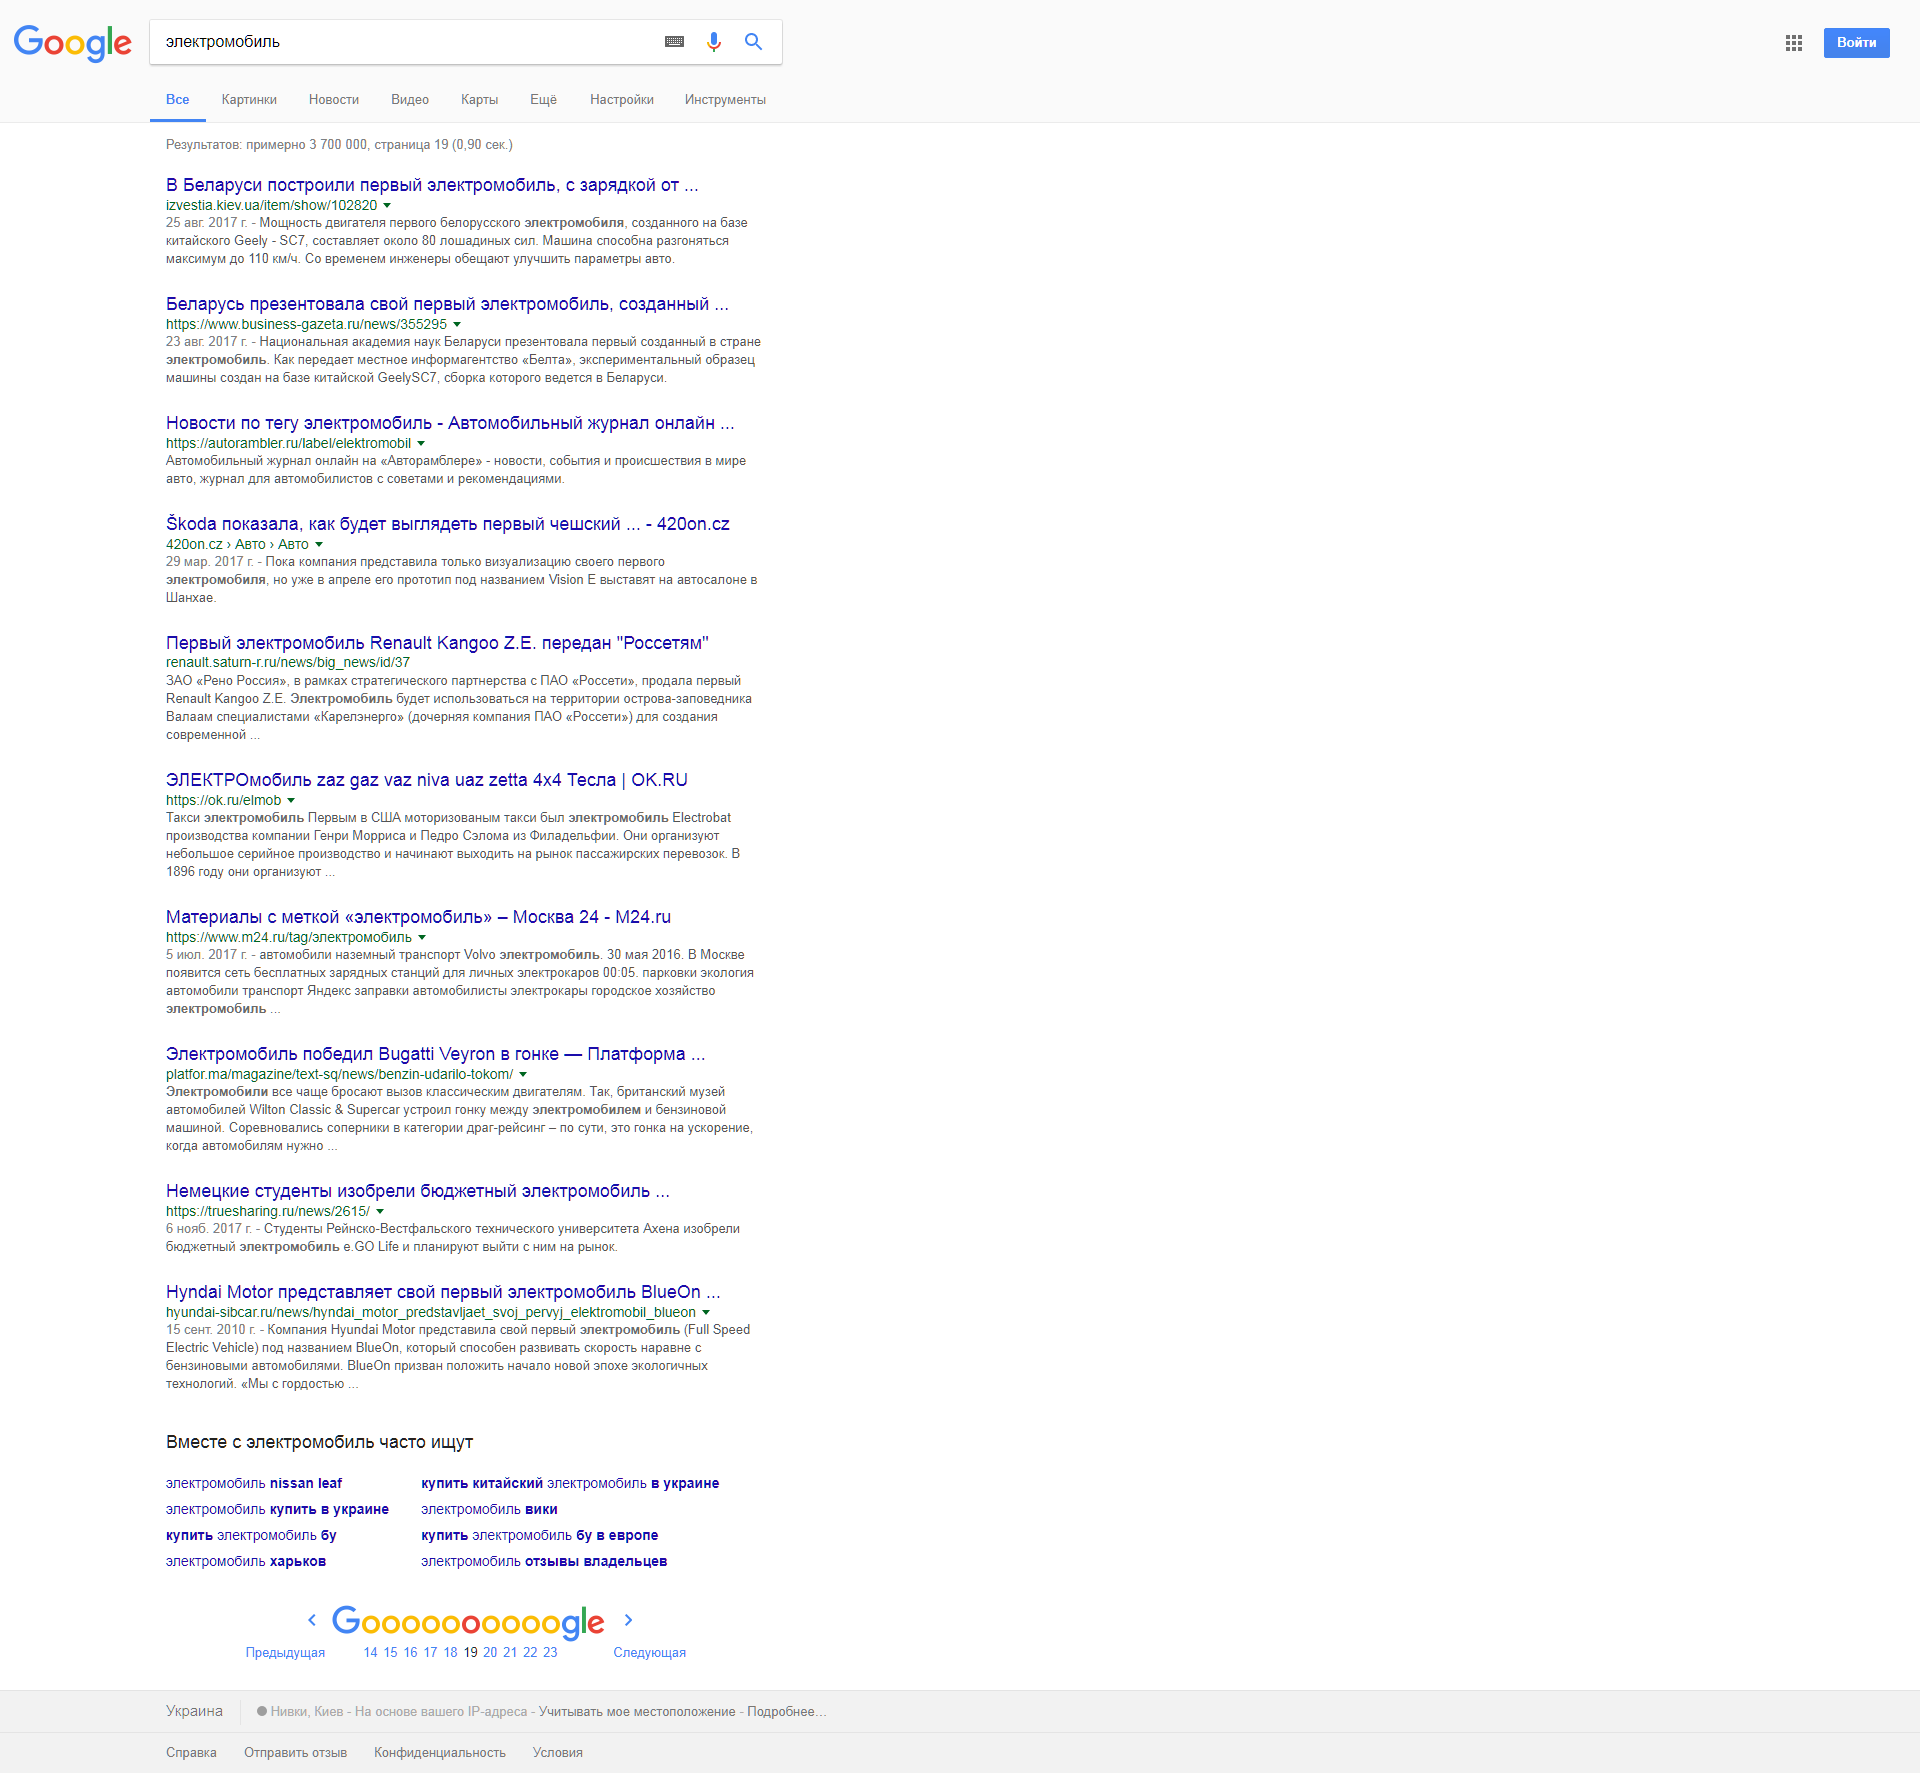 Google
электромобиль
Войти
Все Картинки Новости Видео Карты Ещё Настройки Инструменты
Результатов: примерно 3 700 000, страница 19 (0,90 сек.)
В Беларуси построили первый электромобиль, с зарядкой от ...
izvestia.kiev.ua/item/show/102820
25 авг. 2017 г. - Мощность двигателя первого белорусского электромобиля, созданного на базе
китайского Geely - SC7, составляет около 80 лошадиных сил. Машина способна разгоняться
максимум до 110 км/ч. Со временем инженеры обещают улучшить параметры авто.
Беларусь презентовала свой первый электромобиль, созданный ...
https://www.business-gazeta.ru/news/355295
23 авг. 2017 г. - Национальная академия наук Беларуси презентовала первый созданный в стране
электромобиль. Как передает местное информагентство «Белта», экспериментальный образец
машины создан на базе китайской GeelySC7, сборка которого ведется в Беларуси.
Новости по тегу электромобиль - Автомобильный журнал онлайн ...
https://autorambler.ru/label/elektromobil
Автомобильный журнал онлайн на «Авторамблере» - новости, события и происшествия в мире
авто, журнал для автомобилистов с советами и рекомендациями.
Škoda показала, как будет выглядеть первый чешский ... - 420on.cz
420on.cz › Авто › Авто
29 мар. 2017 г. - Пока компания представила только визуализацию своего первого
электромобиля, но уже в апреле его прототип под названием Vision E выставят на автосалоне в
Шанхае.
Первый электромобиль Renault Kangoo Z.E. передан "Россетям"
renault.saturn-r.ru/news/big_news/id/37
ЗАО «Рено Россия», в рамках стратегического партнерства с ПАО «Россети», продала первый
Renault Kangoo Z.E. Электромобиль будет использоваться на территории острова-заповедника
Валаам специалистами «Карелэнерго» (дочерняя компания ПАО «Россети») для создания
современной ...
ЭЛЕКТРОмобиль zaz gaz vaz niva uaz zetta 4x4 Тесла | OK.RU
https://ok.ru/elmob
Такси электромобиль Первым в США моторизованым такси был электромобиль Electrobat
производства компании Генри Морриса и Педро Сэлома из Филадельфии. Они организуют
небольшое серийное производство и начинают выходить на рынок пассажирских перевозок. В
1896 году они организуют ...
Материалы с меткой «электромобиль» – Москва 24 - M24.ru
https://www.m24.ru/tag/электромобиль
5 июл. 2017 г. - автомобили наземный транспорт Volvo электромобиль. 30 мая 2016. В Москве
появится сеть бесплатных зарядных станций для личных электрокаров 00:05. парковки экология
автомобили транспорт Яндекс заправки автомобилисты электрокары городское хозяйство
электромобиль ...
Электромобиль победил Bugatti Veyron в гонке — Платформа ...
platfor.ma/magazine/text-sq/news/benzin-udarilo-tokom/
Электромобили все чаще бросают вызов классическим двигателям. Так, британский музей
автомобилей Wilton Classic & Supercar устроил гонку между электромобилем и бензиновой
машиной. Соревновались соперники в категории драг-рейсинг – по сути, это гонка на ускорение,
когда автомобилям нужно ...
Немецкие студенты изобрели бюджетный электромобиль ...
https://truesharing.ru/news/2615/
6 нояб. 2017 г. - Студенты Рейнско-Вестфальского технического университета Ахена изобрели
бюджетный электромобиль e.GO Life и планируют выйти с ним на рынок.
Hyndai Motor представляет свой первый электромобиль BlueOn ...
hyundai-sibcar.ru/news/hyndai_motor_predstavljaet_svoj_pervyj_elektromobil_blueon
15 сент. 2010 г. - Компания Hyundai Motor представила свой первый электромобиль (Full Speed
Electric Vehicle) под названием BlueOn, который способен развивать скорость наравне с
бензиновыми автомобилями. BlueOn призван положить начало новой эпохе экологичных
технологий. «Мы с гордостью ...
Вместе с электромобиль часто ищут
электромобиль nissan leaf купить китайский электромобиль в украине
электромобиль купить в украине электромобиль вики
купить электромобиль бу купить электромобиль бу в европе
электромобиль харьков электромобиль отзывы владельцев
Goooooooooogle
Предыдущая 14 15 16 17 18 19 20 21 22 23 Следующая
Украина Нивки, Киев - На основе вашего IP-адреса - Учитывать мое местоположение - Подробнее...
Справка Отправить отзыв Конфиденциальность Условия